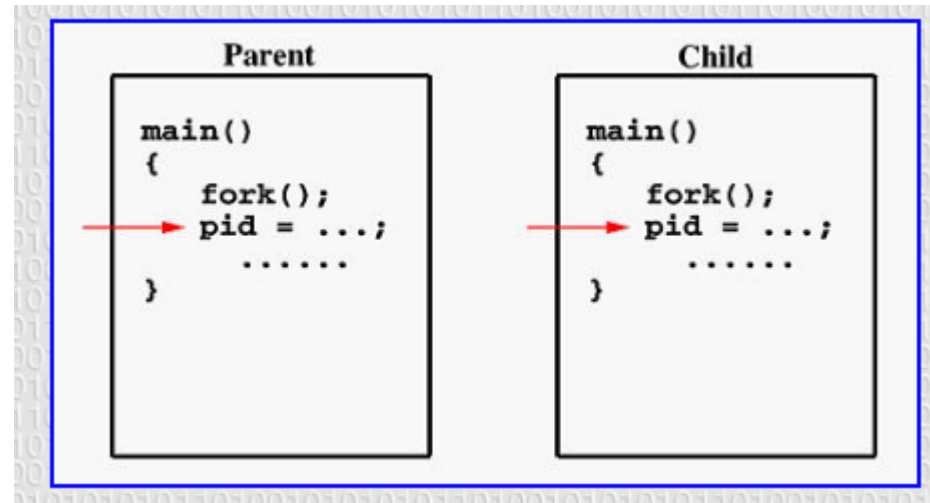 Parent
main()
{
fork();
pid = ...;
......
}
Child
main()
{
fork();
pid = ...;
......
}